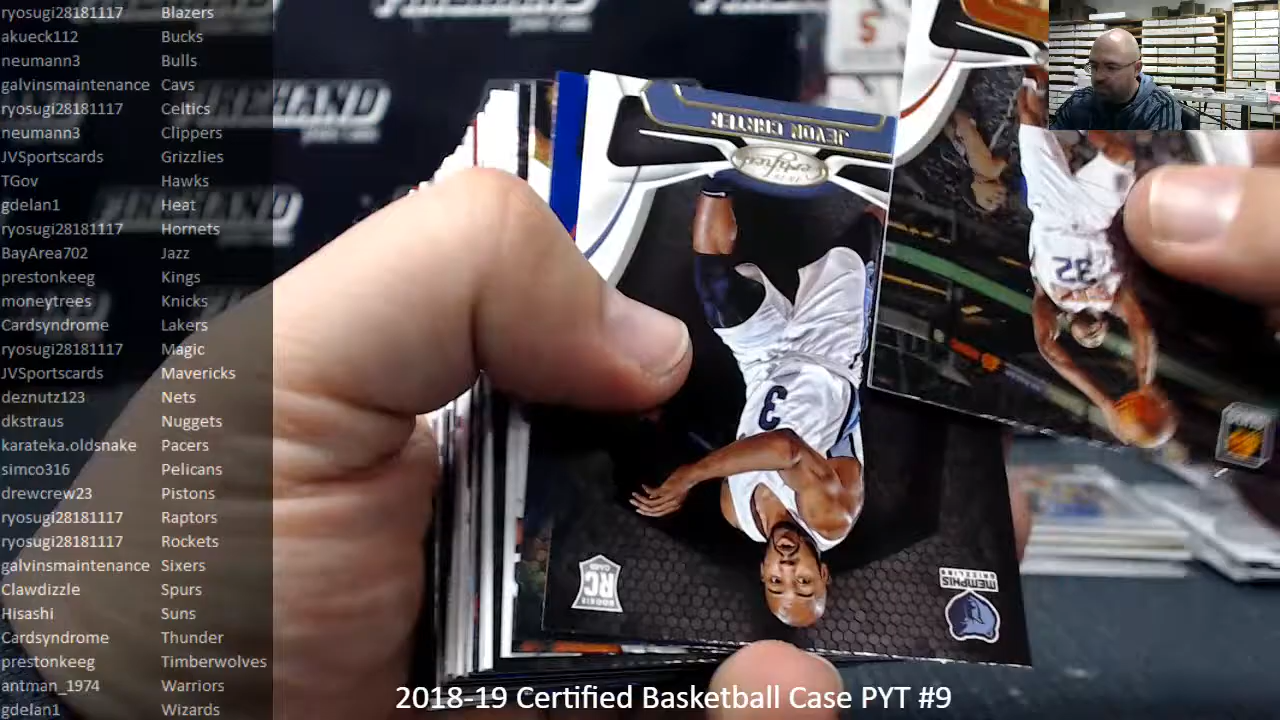 ryosugi28181117 Blazers
akueck112 Bucks
neumann3 Bulls
galvinsmaintenance Cavs
ryosugi28181117 Celtics
neumann3 Clippers
JVSportscards Grizzlies
TGov Hawks
gdelan1 Heat
ryosugi28181117 Hornets
BayArea702 Jazz
prestonkeeg Kings
moneytrees Knicks
Cardsyndrome Lakers
ryosugi28181117 Magic
JVSportscards Mavericks
deznutz123 Nets
dkstraus Nuggets
karateka.oldsnake Pacers
simco316 Pelicans
drewcrew23 Pistons
ryosugi28181117 Raptors
ryosugi28181117 Rockets
galvinsmaintenance Sixers
Clawdizzle Spurs
Hisashi Suns
Cardsyndrome Thunder
prestonkeeg Timberwolves
antman_1974 Warriors
gdelan1 Wizards
JEVON CARTER
Certified
3
32
RC
ROOKIE CARD
MEMPHIS
GRIZZLIES
5
2018-19 Certified Basketball Case PYT #9